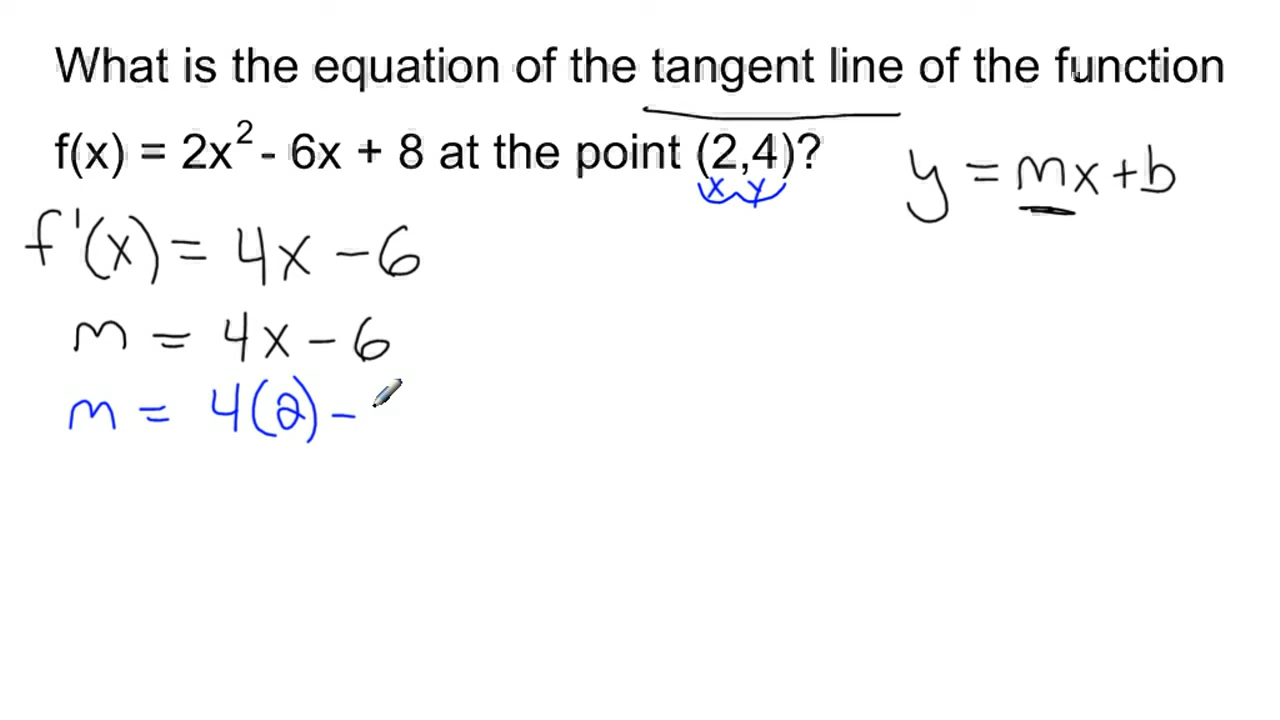 What is the equation of the tangent line of the function
f(x) = 2x² - 6x + 8 at the point (2,4)?
x y
y = mx + b
f'(x) = 4x - 6
m = 4x - 6
m = 4(2) -